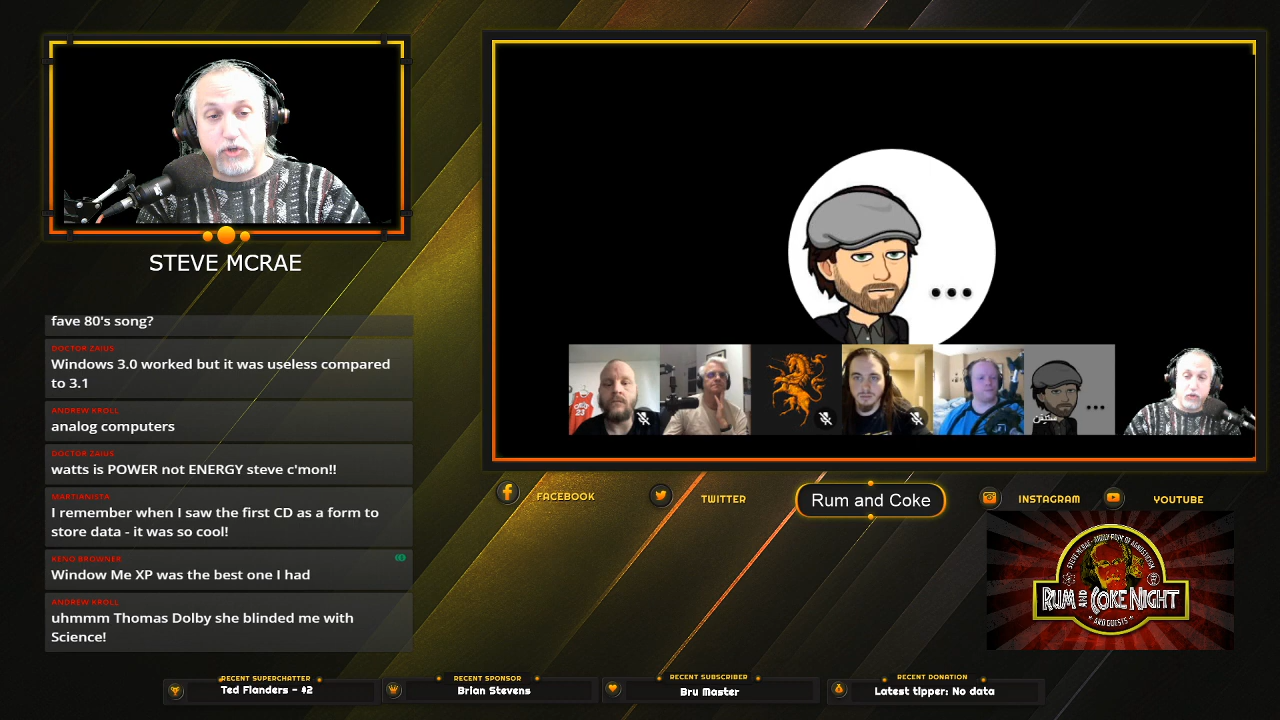 STEVE MCRAE
fave 80's song?
DOCTOR ZAIUS
Windows 3.0 worked but it was useless compared
to 3.1
ANDREW KROLL
analog computers
DOCTOR ZAIUS
watts is POWER not ENERGY steve c'mon!!
MARTIANISTA
I remember when I saw the first CD as a form to
store data - it was so cool!
KENO BROWNER
Window Me XP was the best one I had
ANDREW KROLL
uhmmm Thomas Dolby she blinded me with
Science!
23
FACEBOOK
TWITTER
Rum and Coke
INSTAGRAM
YOUTUBE
RUM AND COKE NIGHT
AND GUESTS
RECENT SUPERCHATTER
Ted Flanders - $2
RECENT SPONSOR
Brian Stevens
RECENT SUBSCRIBER
Bru Master
RECENT DONATION
Latest tipper: No data